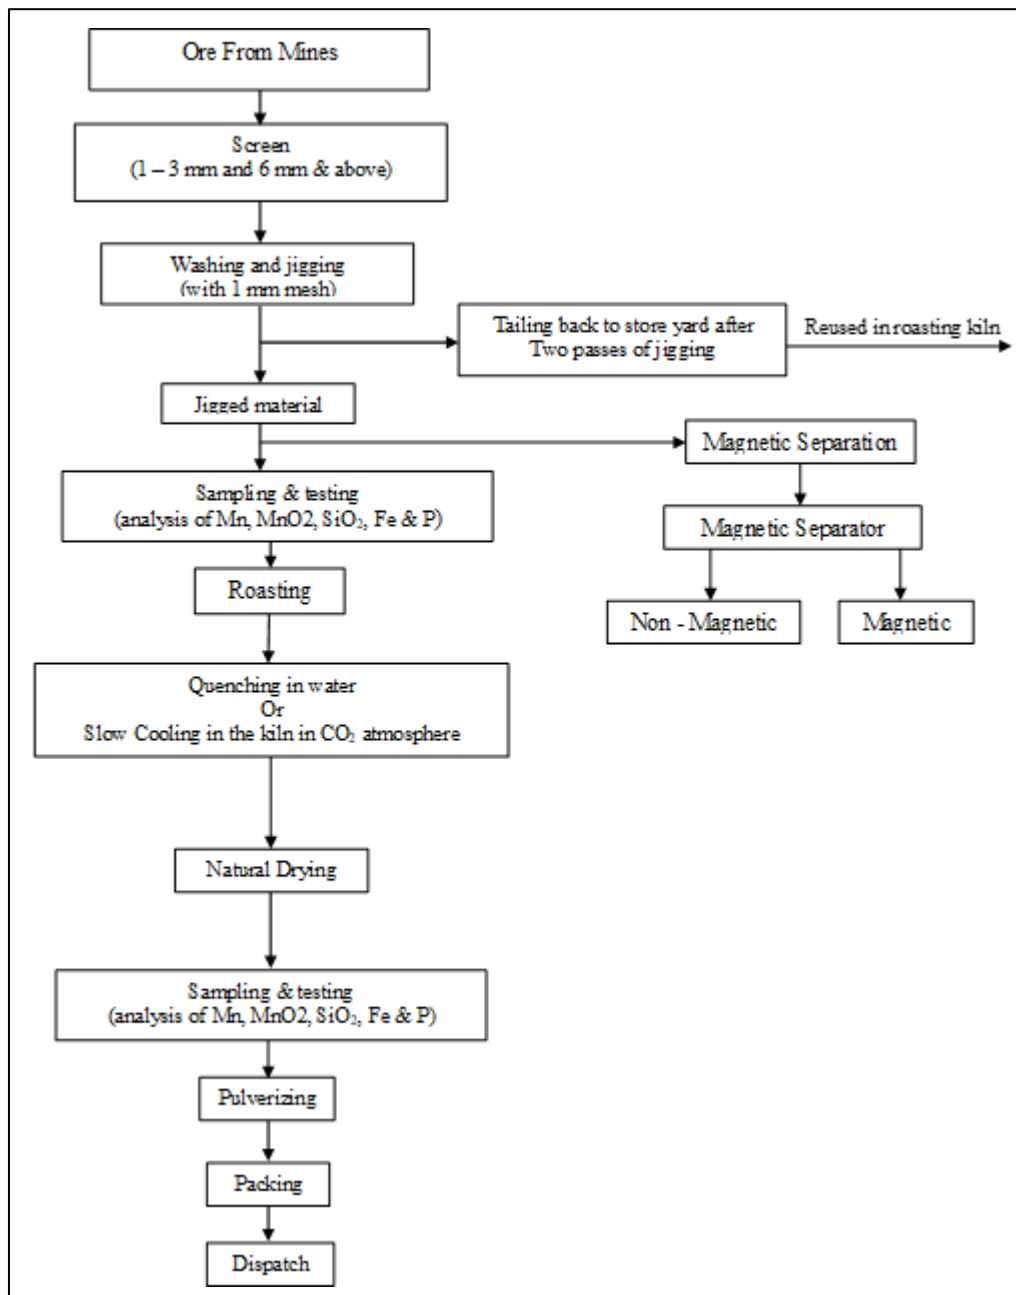 Ore From Mines
Screen
(1 – 3 mm and 6 mm & above)
Washing and jigging
(with 1 mm mesh)
Tailing back to store yard after
Two passes of jigging
Reused in roasting kiln
Jigged material
Magnetic Separation
Sampling & testing
(analysis of Mn, MnO2, SiO₂, Fe & P)
Magnetic Separator
Roasting
Non - Magnetic
Magnetic
Quenching in water
Or
Slow Cooling in the kiln in CO₂ atmosphere
Natural Drying
Sampling & testing
(analysis of Mn, MnO2, SiO₂, Fe & P)
Pulverizing
Packing
Dispatch